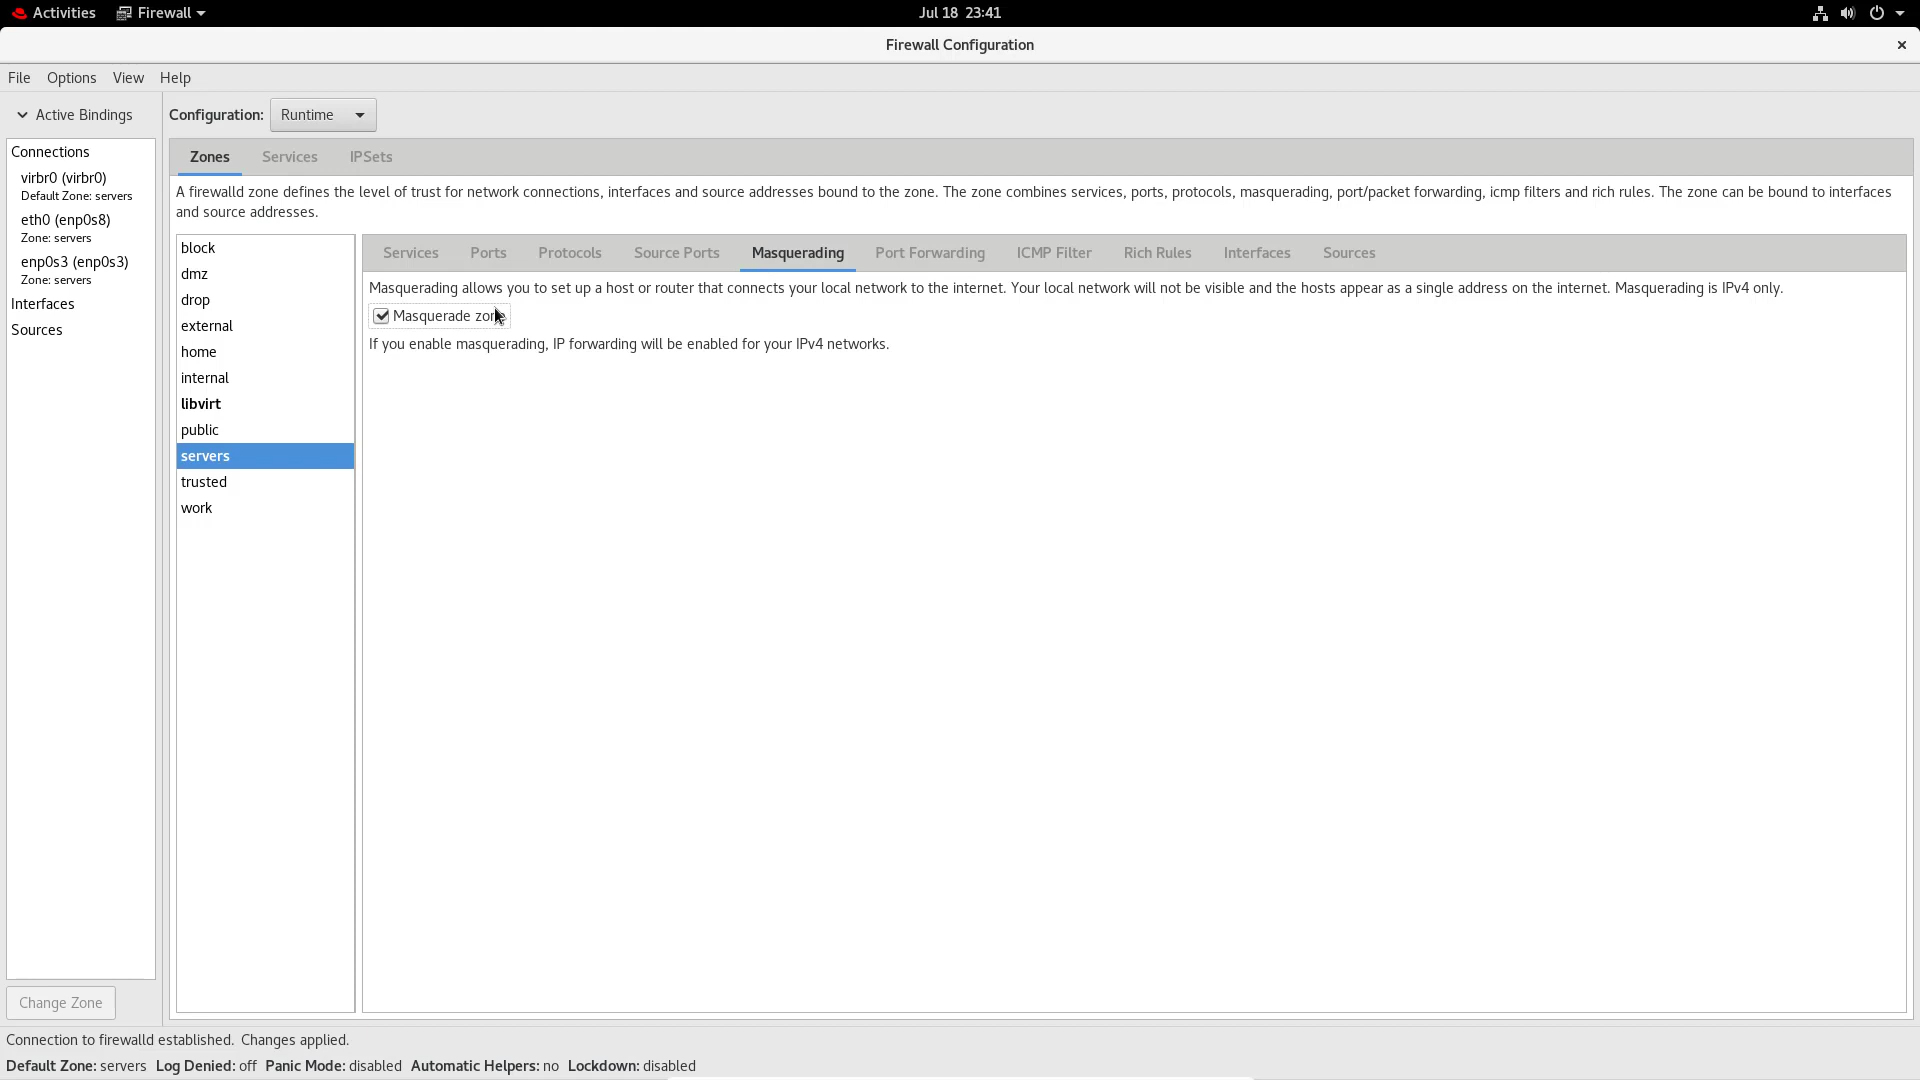 Activities Firewall Jul 18 23:41
Firewall Configuration
File Options View Help
Active Bindings
Configuration: Runtime
Connections
virbr0 (virbr0)
Default Zone: servers
eth0 (enp0s8)
Zone: servers
enp0s3 (enp0s3)
Zone: servers
Interfaces
Sources
Change Zone
Zones Services IPSets
A firewalld zone defines the level of trust for network connections, interfaces and source addresses bound to the zone. The zone combines services, ports, protocols, masquerading, port/packet forwarding, icmp filters and rich rules. The zone can be bound to interfaces
and source addresses.
block
dmz
drop
external
home
internal
libvirt
public
servers
trusted
work
Services Ports Protocols Source Ports Masquerading Port Forwarding ICMP Filter Rich Rules Interfaces Sources
Masquerading allows you to set up a host or router that connects your local network to the internet. Your local network will not be visible and the hosts appear as a single address on the internet. Masquerading is IPv4 only.
Masquerade zone
If you enable masquerading, IP forwarding will be enabled for your IPv4 networks.
Connection to firewalld established. Changes applied.
Default Zone: servers Log Denied: off Panic Mode: disabled Automatic Helpers: no Lockdown: disabled